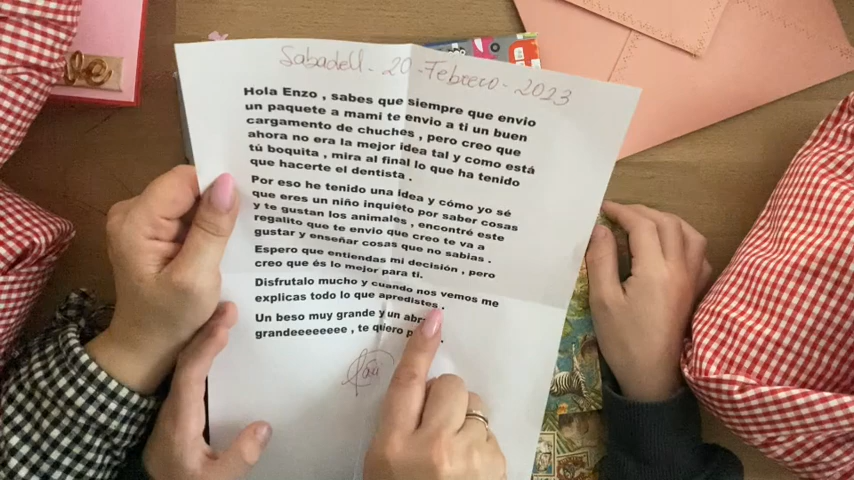 Sabadell - 20 - Febrero - 2023
Hola Enzo , sabes que siempre que envio
un paquete a mami te envio a ti un buen
cargamento de chuches , pero creo que
ahora no era la mejor idea tal y como está
tú boquita , mira al final lo que ha tenido
que hacerte el dentista .
Por eso he tenido una idea y cómo yo sé
que eres un niño inquieto por saber cosas
y te gustan los animales , encontré este
regalito que te envio que creo te va a
gustar y enseñar cosas que no sabias .
Espero que entiendas mi decisión , pero
creo que és lo mejor para ti.
Disfrutalo mucho y cuando nos vemos me
explicas todo lo que apredistes .
Un beso muy grande y un
grandeeeeeeee , te quiero